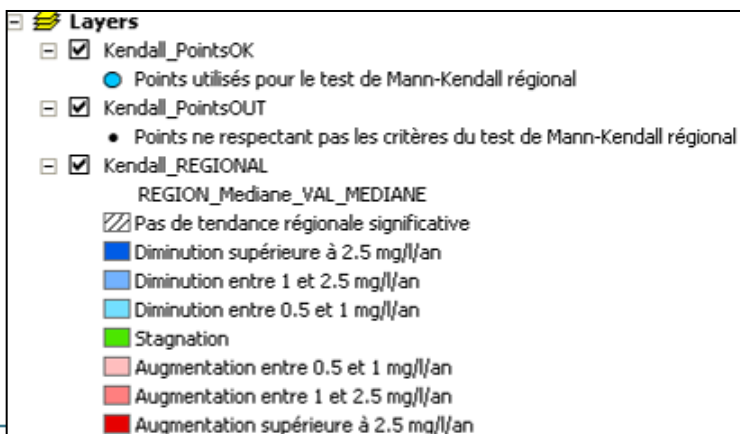 Layers
Kendall_PointsOK
Points utilisés pour le test de Mann-Kendall régional
Kendall_PointsOUT
Points ne respectant pas les critères du test de Mann-Kendall régional
Kendall_REGIONAL
REGION_Mediane_VAL_MEDIANE
Pas de tendance régionale significative
Diminution supérieure à 2.5 mg/l/an
Diminution entre 1 et 2.5 mg/l/an
Diminution entre 0.5 et 1 mg/l/an
Stagnation
Augmentation entre 0.5 et 1 mg/l/an
Augmentation entre 1 et 2.5 mg/l/an
Augmentation supérieure à 2.5 mg/l/an